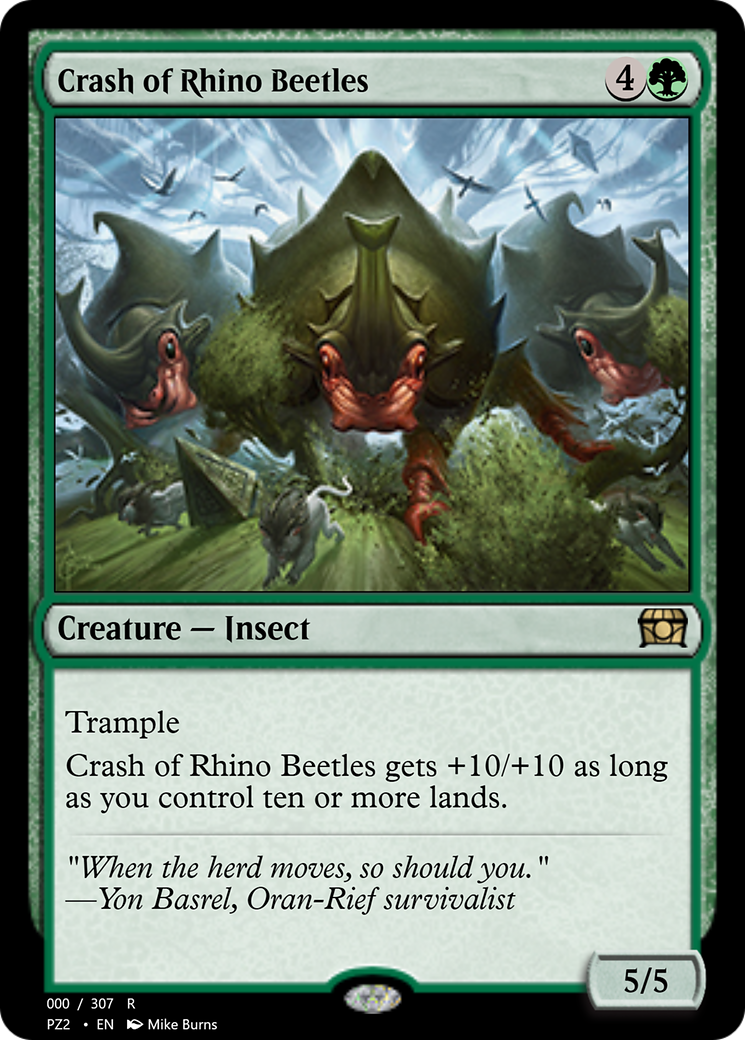 Crash of Rhino Beetles 4
Creature — Insect
Trample
Crash of Rhino Beetles gets +10/+10 as long
as you control ten or more lands.
"When the herd moves, so should you."
—Yon Basrel, Oran-Rief survivalist
5/5
000 / 307 R
PZ2 • EN Mike Burns